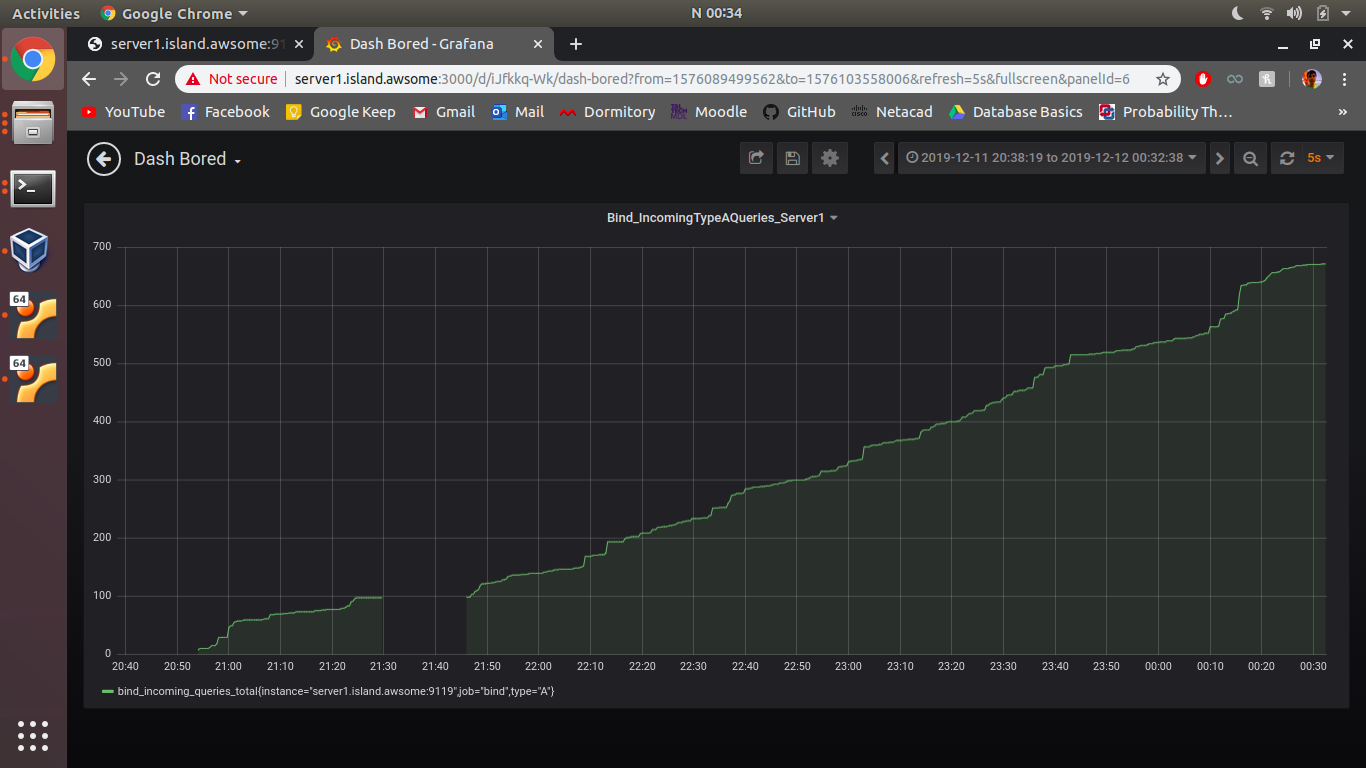 Activities Google Chrome N 00:34
server1.island.awsome:91 Dash Bored - Grafana
Not secure server1.island.awsome:3000/d/iJfkkq-Wk/dash-bored?from=1576089499562&to=1576103558006&refresh=5s&fullscreen&panelId=6
YouTube Facebook Google Keep Gmail Mail Dormitory Moodle GitHub Netacad Database Basics Probability Th... »
Dash Bored 2019-12-11 20:38:19 to 2019-12-12 00:32:38 5s
Bind_IncomingTypeAQueries_Server1
700
600
500
400
300
200
100
0
20:40 20:50 21:00 21:10 21:20 21:30 21:40 21:50 22:00 22:10 22:20 22:30 22:40 22:50 23:00 23:10 23:20 23:30 23:40 23:50 00:00 00:10 00:20 00:30
bind_incoming_queries_total{instance="server1.island.awsome:9119",job="bind",type="A"}
64
64